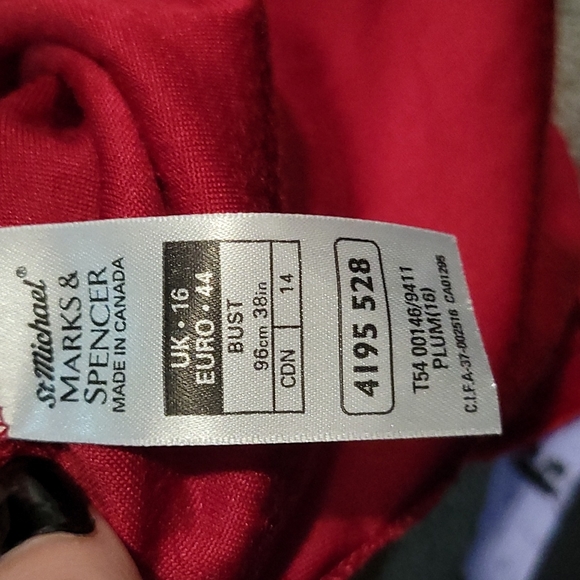 St Michael®
MARKS &
SPENCER
MADE IN CANADA
UK • 16
EURO • 44
BUST
96cm 38in
CDN 14
4195 528
T54 00146/9411
PLUM(16)
C.I.F.A-37-002516 CA01296